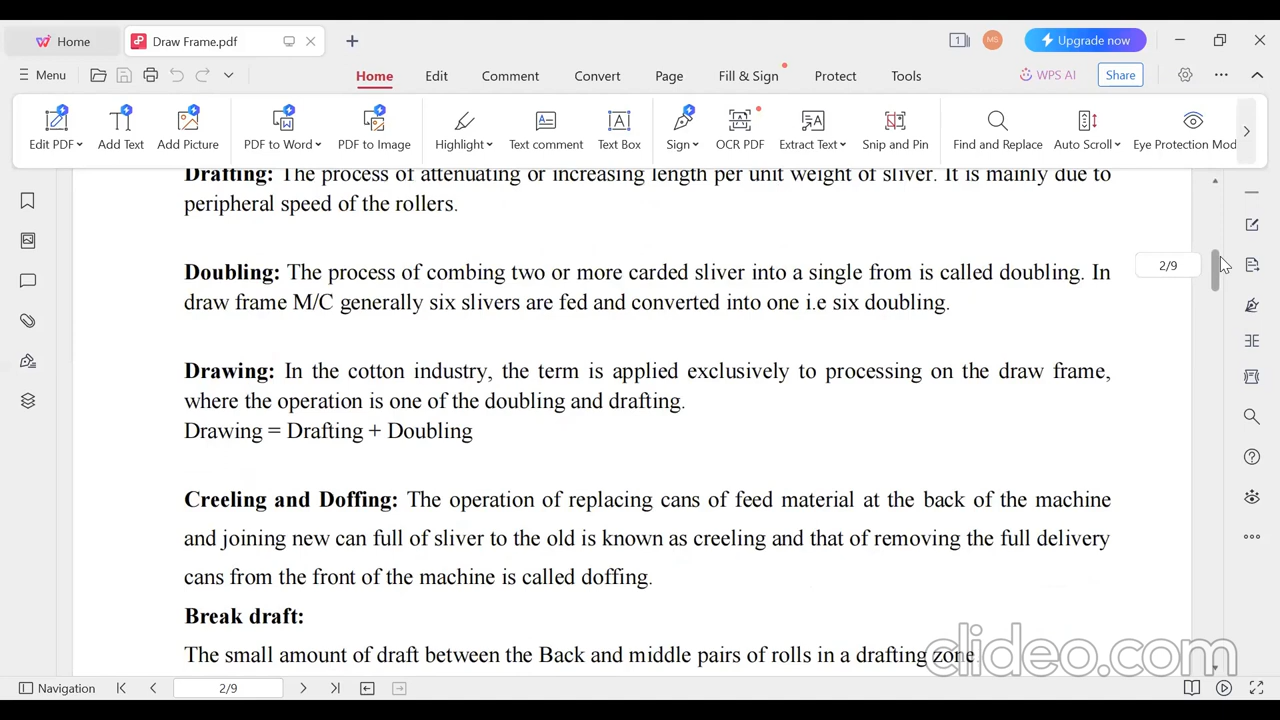 Home
Draw Frame.pdf
1
MS
Upgrade now
Menu
Home
Edit
Comment
Convert
Page
Fill & Sign
Protect
Tools
WPS AI
Share
Edit PDF
Add Text
Add Picture
PDF to Word
PDF to Image
Highlight
Text comment
Text Box
Sign
OCR PDF
Extract Text
Snip and Pin
Find and Replace
Auto Scroll
Eye Protection Mod
Drafting: The process of attenuating or increasing length per unit weight of sliver. It is mainly due to
peripheral speed of the rollers.
Doubling: The process of combing two or more carded sliver into a single from is called doubling. In
draw frame M/C generally six slivers are fed and converted into one i.e six doubling.
2/9
Drawing: In the cotton industry, the term is applied exclusively to processing on the draw frame,
where the operation is one of the doubling and drafting.
Drawing = Drafting + Doubling
Creeling and Doffing: The operation of replacing cans of feed material at the back of the machine
and joining new can full of sliver to the old is known as creeling and that of removing the full delivery
cans from the front of the machine is called doffing.
Break draft:
The small amount of draft between the Back and middle pairs of rolls in a drafting zone
clideo.com
Navigation
2/9